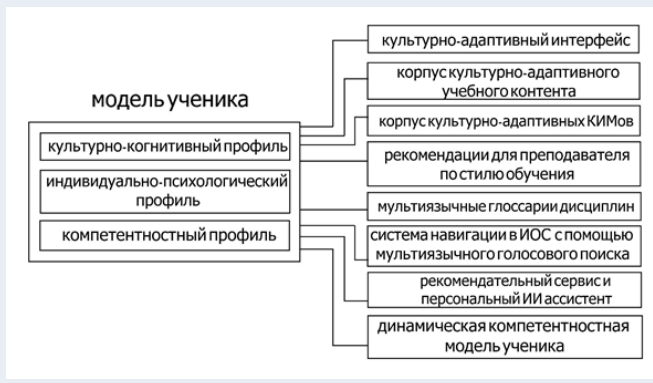 модель ученика
культурно-когнитивный профиль
индивидуально-психологический
профиль
компетентностный профиль
культурно-адаптивный интерфейс
корпус культурно-адаптивного
учебного контента
корпус культурно-адаптивных КИМов
рекомендации для преподавателя
по стилю обучения
мультиязычные глоссарии дисциплин
система навигации в ИОС с помощью
мультиязычного голосового поиска
рекомендательный сервис и
персональный ИИ ассистент
динамическая компетентностная
модель ученика